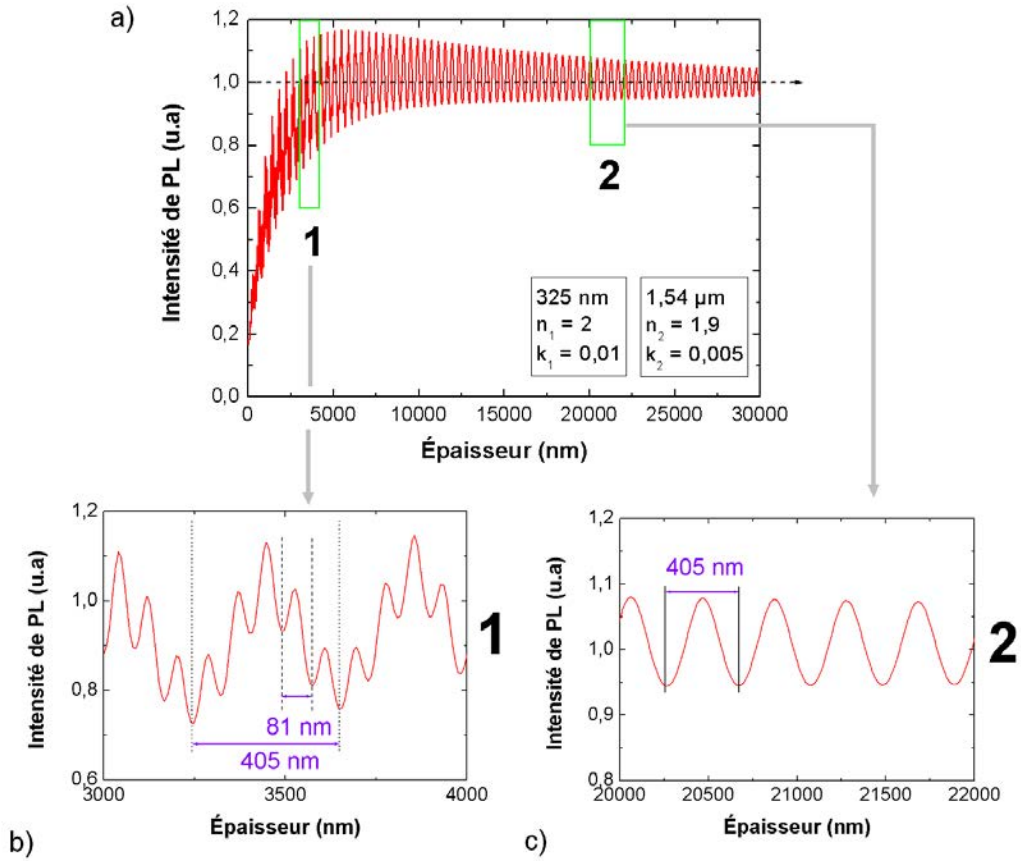 a)
1,2
1,0
0,8
0,6
0,4
0,2
0,0
Intensité de PL (u.a)
1
2
325 nm
n₁ = 2
k₁ = 0,01
1,54 µm
n₂ = 1,9
k₂ = 0,005
0 5000 10000 15000 20000 25000 30000
Épaisseur (nm)
1,2
1,0
0,8
0,6
Intensité de PL (u.a)
81 nm
405 nm
1
3000 3500 4000
Épaisseur (nm)
b)
1,2
1,1
1,0
0,9
0,8
Intensité de PL (u.a)
405 nm
2
20000 20500 21000 21500 22000
Épaisseur (nm)
c)